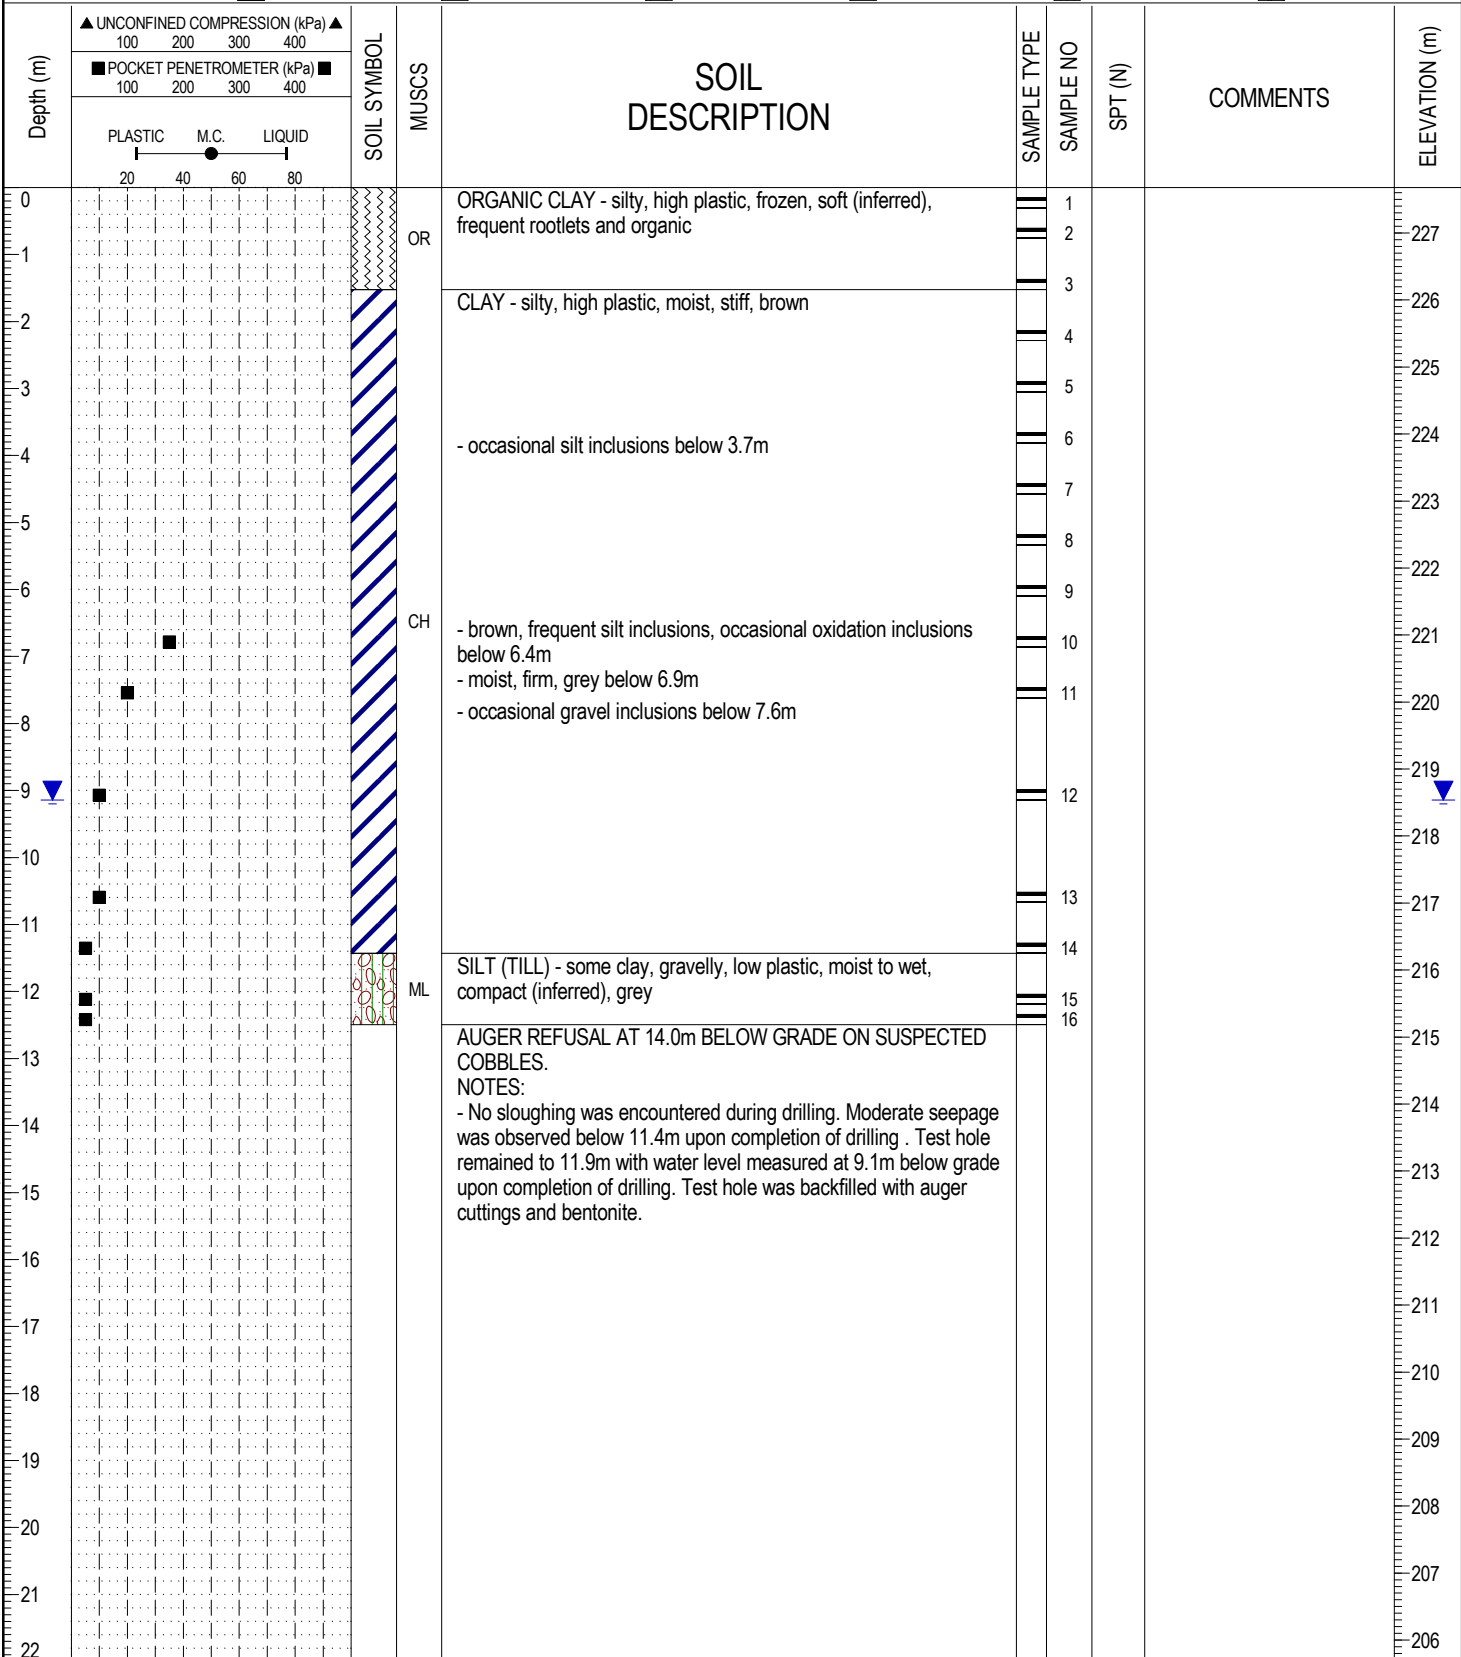 ▲ UNCONFINED COMPRESSION (kPa) ▲
100 200 300 400
■ POCKET PENETROMETER (kPa) ■
100 200 300 400
PLASTIC M.C. LIQUID
20 40 60 80
Depth (m)
SOIL SYMBOL
MUSCS
SOIL
DESCRIPTION
SAMPLE TYPE
SAMPLE NO
SPT (N)
COMMENTS
ELEVATION (m)
0
1
2
3
4
5
6
7
8
9
10
11
12
13
14
15
16
17
18
19
20
21
22
OR
CH
ML
ORGANIC CLAY - silty, high plastic, frozen, soft (inferred),
frequent rootlets and organic
CLAY - silty, high plastic, moist, stiff, brown
- occasional silt inclusions below 3.7m
- brown, frequent silt inclusions, occasional oxidation inclusions
below 6.4m
- moist, firm, grey below 6.9m
- occasional gravel inclusions below 7.6m
SILT (TILL) - some clay, gravelly, low plastic, moist to wet,
compact (inferred), grey
AUGER REFUSAL AT 14.0m BELOW GRADE ON SUSPECTED
COBBLES.
NOTES:
- No sloughing was encountered during drilling. Moderate seepage
was observed below 11.4m upon completion of drilling . Test hole
remained to 11.9m with water level measured at 9.1m below grade
upon completion of drilling. Test hole was backfilled with auger
cuttings and bentonite.
1
2
3
4
5
6
7
8
9
10
11
12
13
14
15
16
227
226
225
224
223
222
221
220
219
218
217
216
215
214
213
212
211
210
209
208
207
206